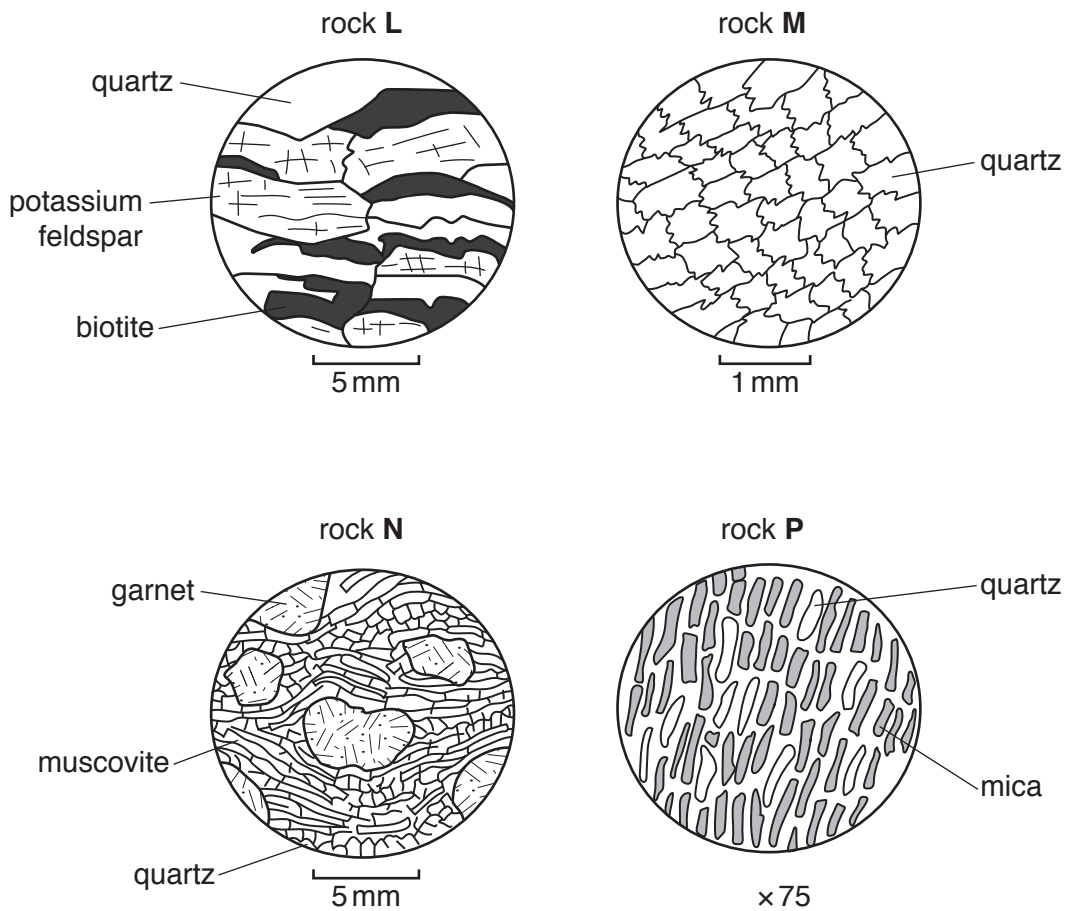 rock L
quartz
potassium
feldspar
biotite
5 mm
rock M
quartz
1 mm
rock N
garnet
muscovite
quartz
5 mm
rock P
quartz
mica
× 75